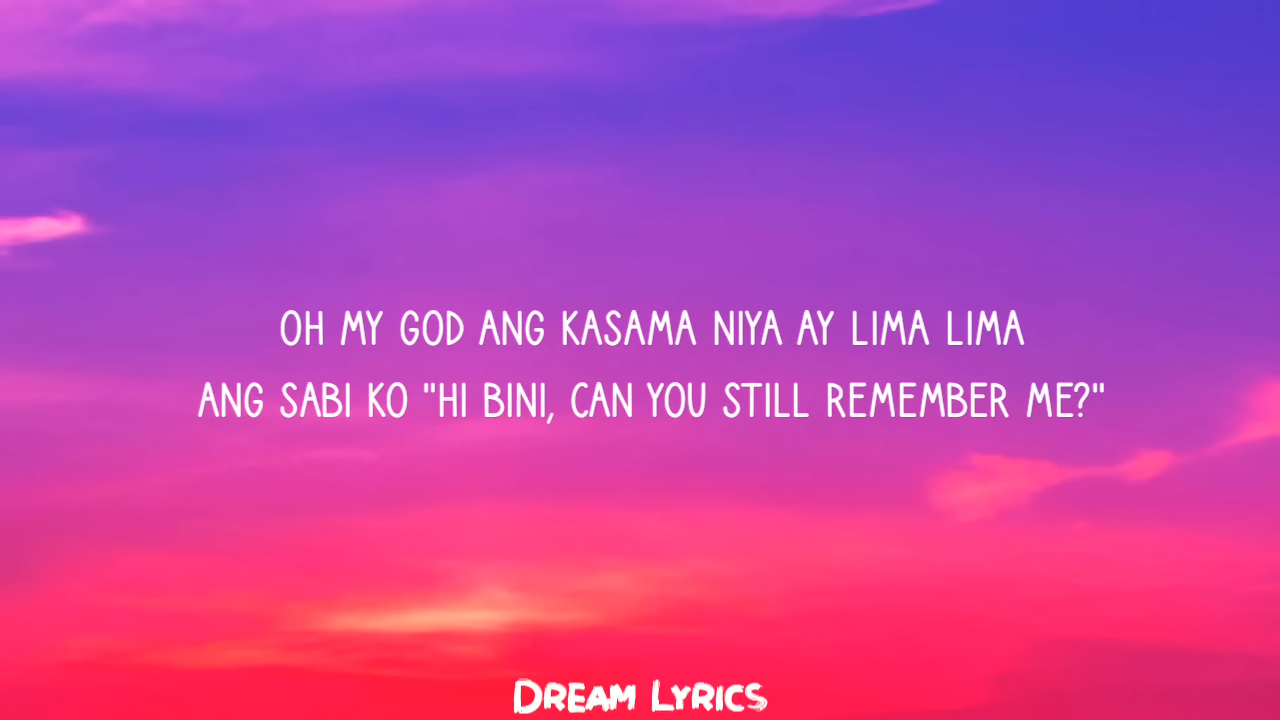 OH MY GOD ANG KASAMA NIYA AY LIMA LIMA
ANG SABI KO "HI BINI, CAN YOU STILL REMEMBER ME?"
DREAM LYRICS